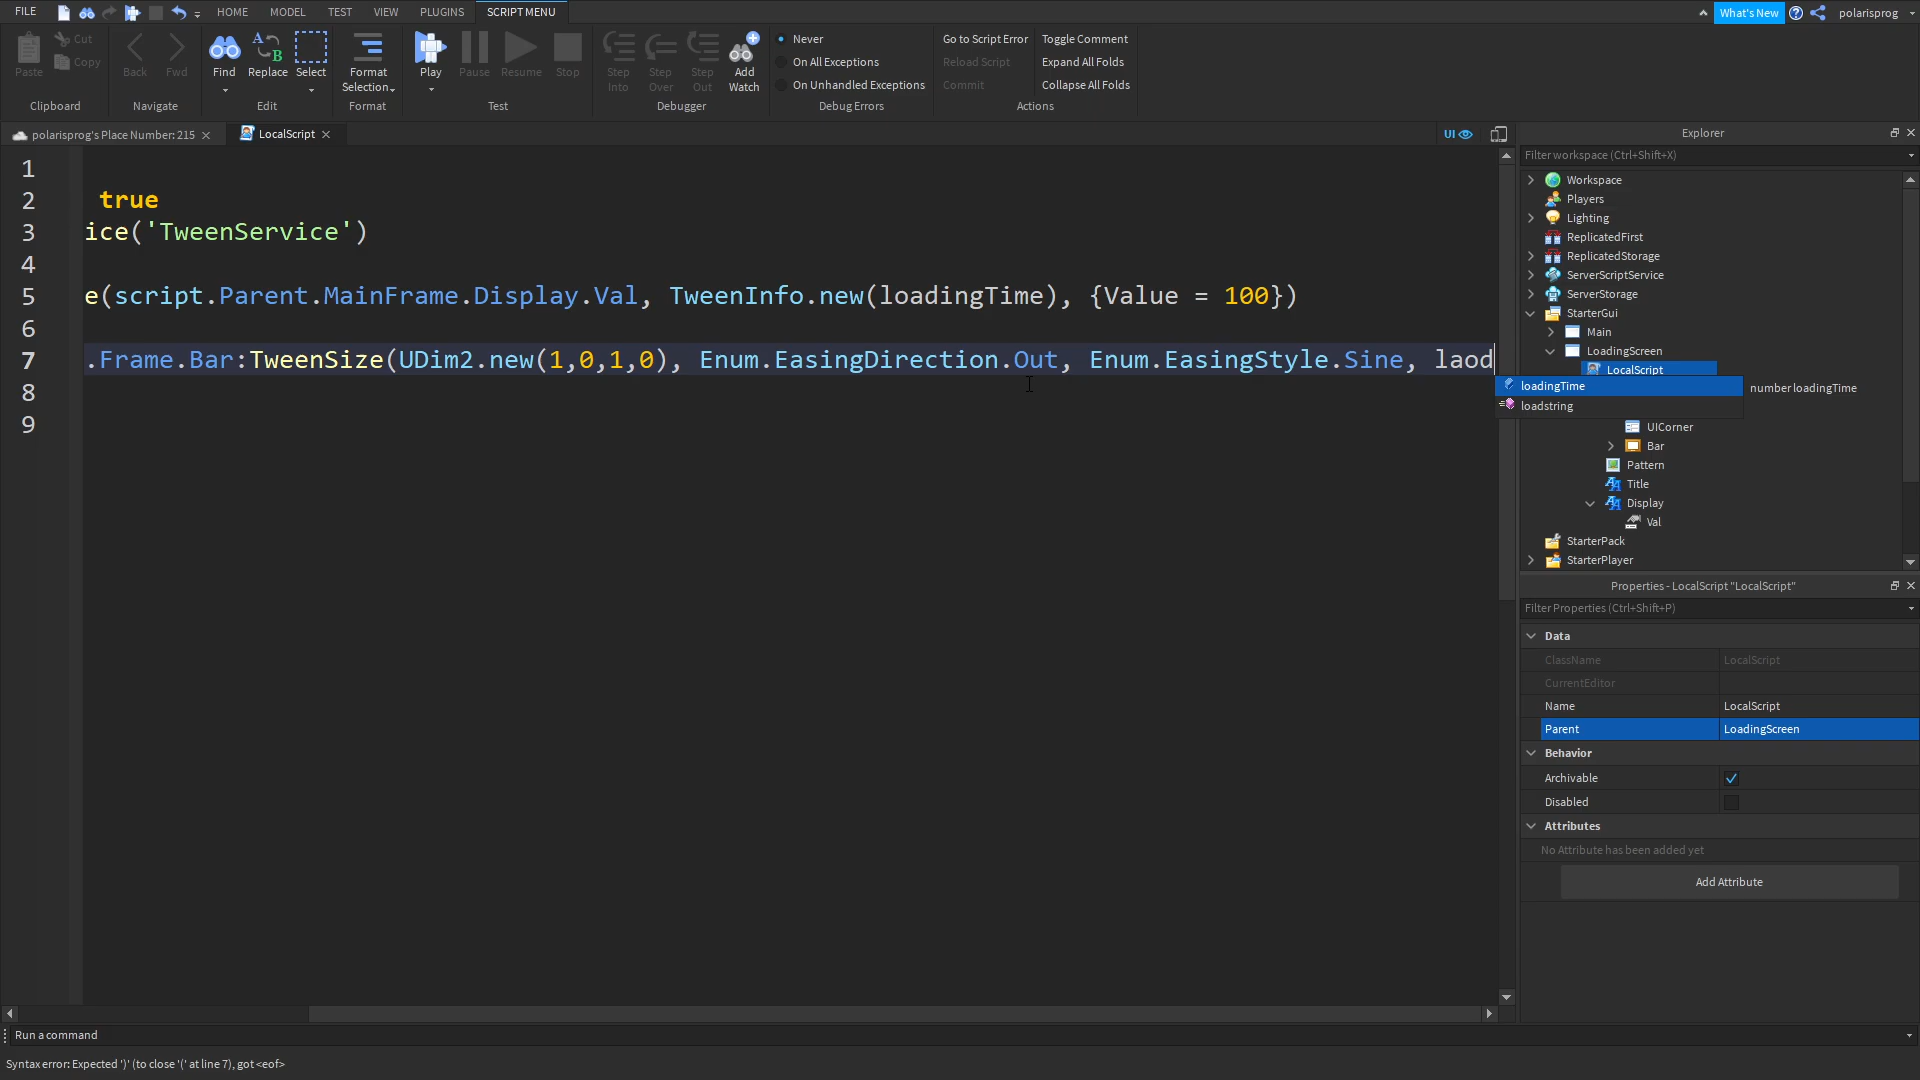 FILE HOME MODEL TEST VIEW PLUGINS SCRIPT MENU What's New polarisprog
Paste Cut Copy Back Fwd Find Replace Select Format Selection Play Pause Resume Stop Step Into Step Over Step Out Add Watch
Never Go to Script Error Toggle Comment
On All Exceptions Reload Script Expand All Folds
On Unhandled Exceptions Commit Collapse All Folds
Clipboard Navigate Edit Format Test Debugger Debug Errors Actions
polarisprog's Place Number: 215 LocalScript UI
1
2 true
3 ice('TweenService')
4
5 e(script.Parent.MainFrame.Display.Val, TweenInfo.new(loadingTime), {Value = 100})
6
7 .Frame.Bar:TweenSize(UDim2.new(1,0,1,0), Enum.EasingDirection.Out, Enum.EasingStyle.Sine, laod
8
9
loadingTime number loadingTime
loadstring
Explorer
Filter workspace (Ctrl+Shift+X)
Workspace
Players
Lighting
ReplicatedFirst
ReplicatedStorage
ServerScriptService
ServerStorage
StarterGui
Main
LoadingScreen
LocalScript
UICorner
Bar
Pattern
Title
Display
Val
StarterPack
StarterPlayer
Properties - LocalScript "LocalScript"
Filter Properties (Ctrl+Shift+P)
Data
ClassName LocalScript
CurrentEditor
Name LocalScript
Parent LoadingScreen
Behavior
Archivable
Disabled
Attributes
No Attribute has been added yet
Add Attribute
Run a command
Syntax error: Expected ')' (to close '(' at line 7), got <eof>